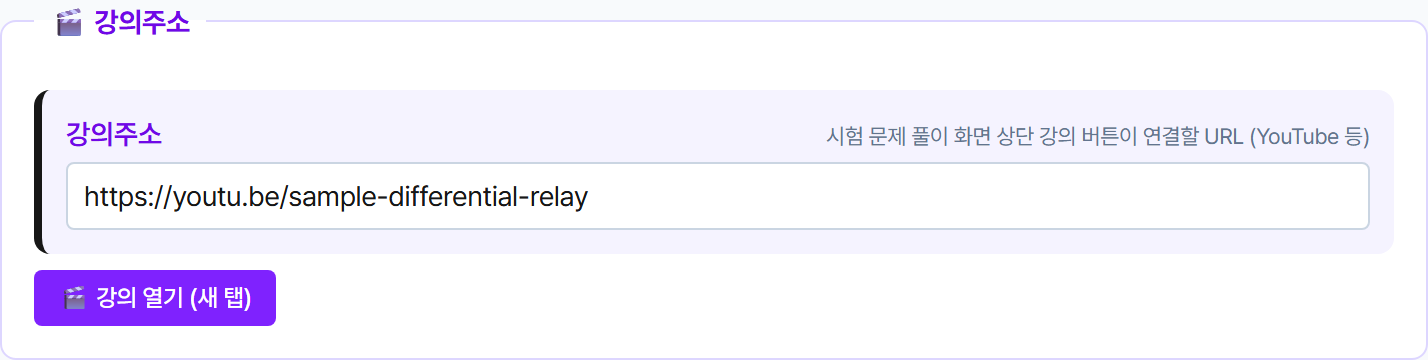 🎬 강의주소
강의주소 시험 문제 풀이 화면 상단 강의 버튼이 연결할 URL (YouTube 등)
https://youtu.be/sample-differential-relay
🎬 강의 열기 (새 탭)